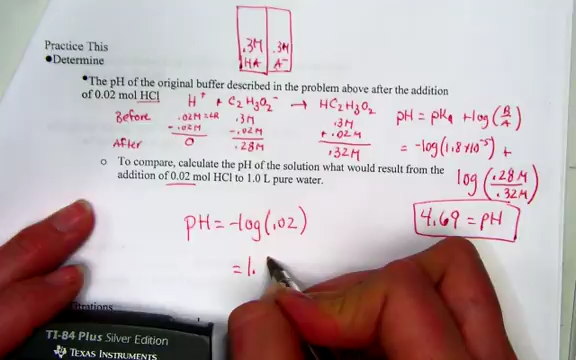 Practice This
.3M .3M
HA A⁻
●Determine
●The pH of the original buffer described in the problem above after the addition
of 0.02 mol HCl
H⁺ + C₂H₃O₂⁻ → HC₂H₃O₂
pH = pKa + log(B/A)
Before .02M .3M .3M
-.02M -.02M +.02M
After 0 .28M .32M
= -log(1.8x10⁻⁵) +
log(.28M/.32M)
4.69 = pH
o To compare, calculate the pH of the solution what would result from the
addition of 0.02 mol HCl to 1.0 L pure water.
pH = -log(.02)
= 1.
TI-84 Plus Silver Edition
TEXAS INSTRUMENTS